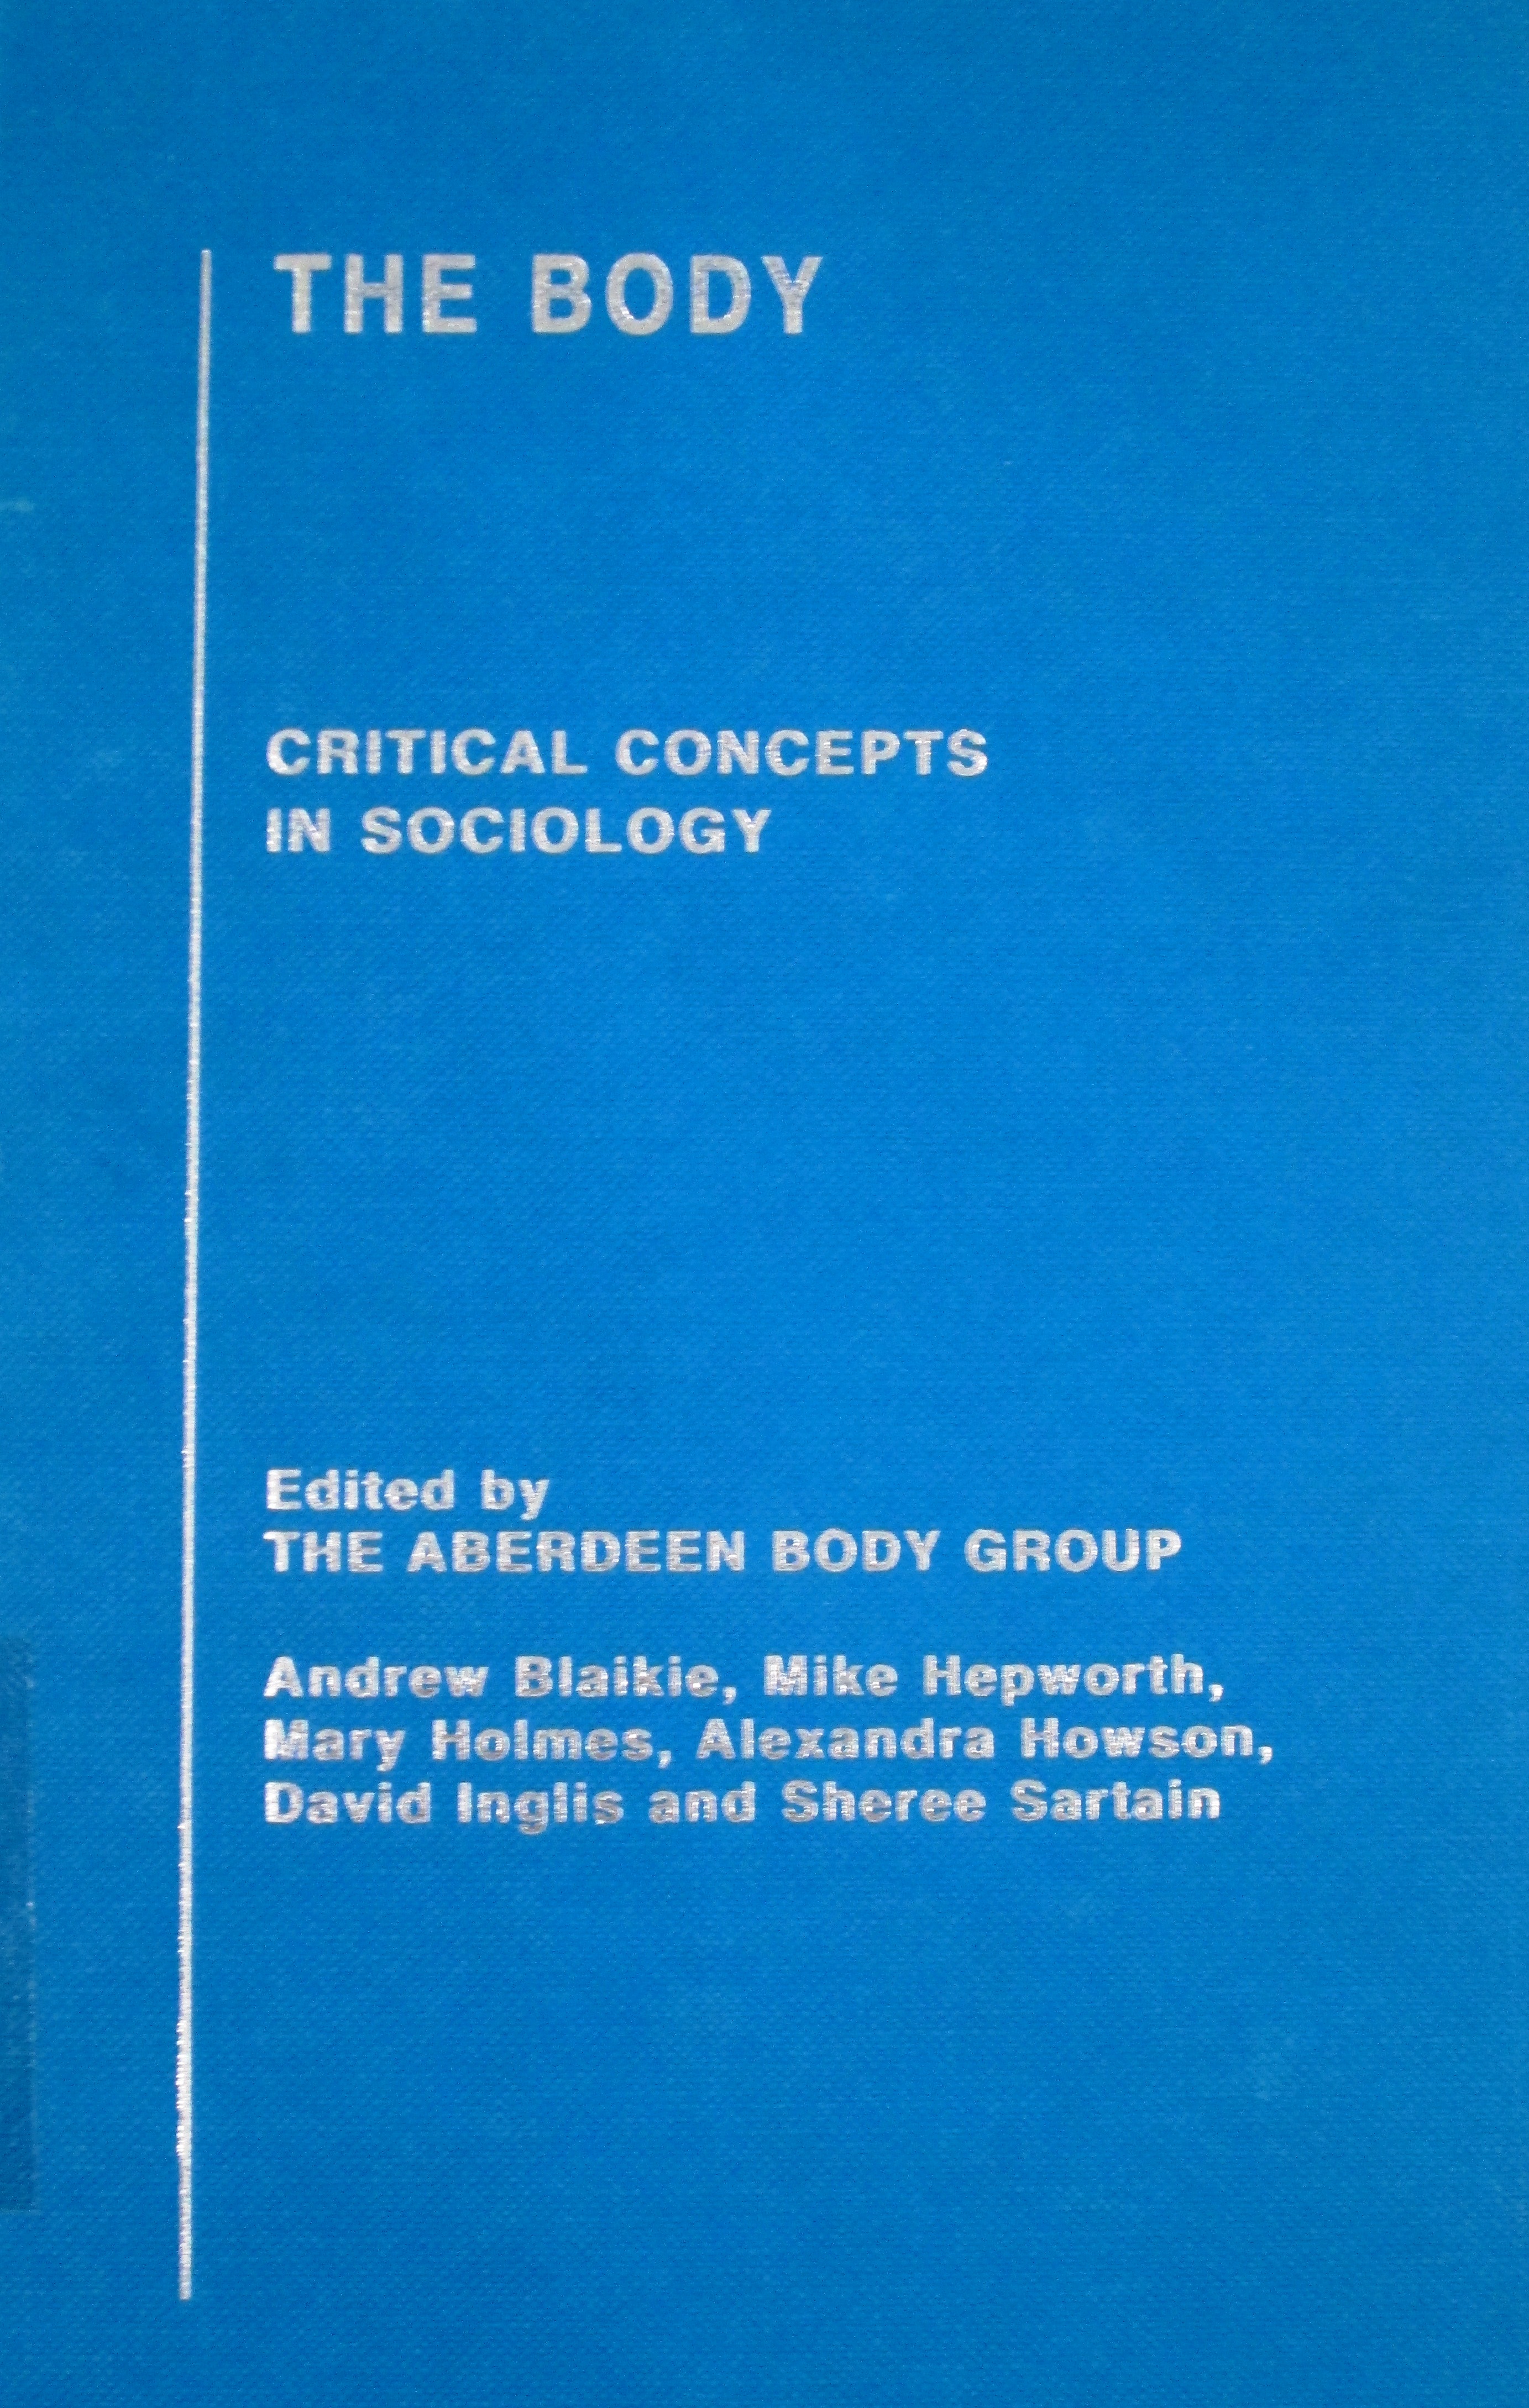 THE BODY
CRITICAL CONCEPTS
IN SOCIOLOGY
Edited by
THE ABERDEEN BODY GROUP
Andrew Blaikie, Mike Hepworth,
Mary Holmes, Alexandra Howson,
David Inglis and Sheree Sartain